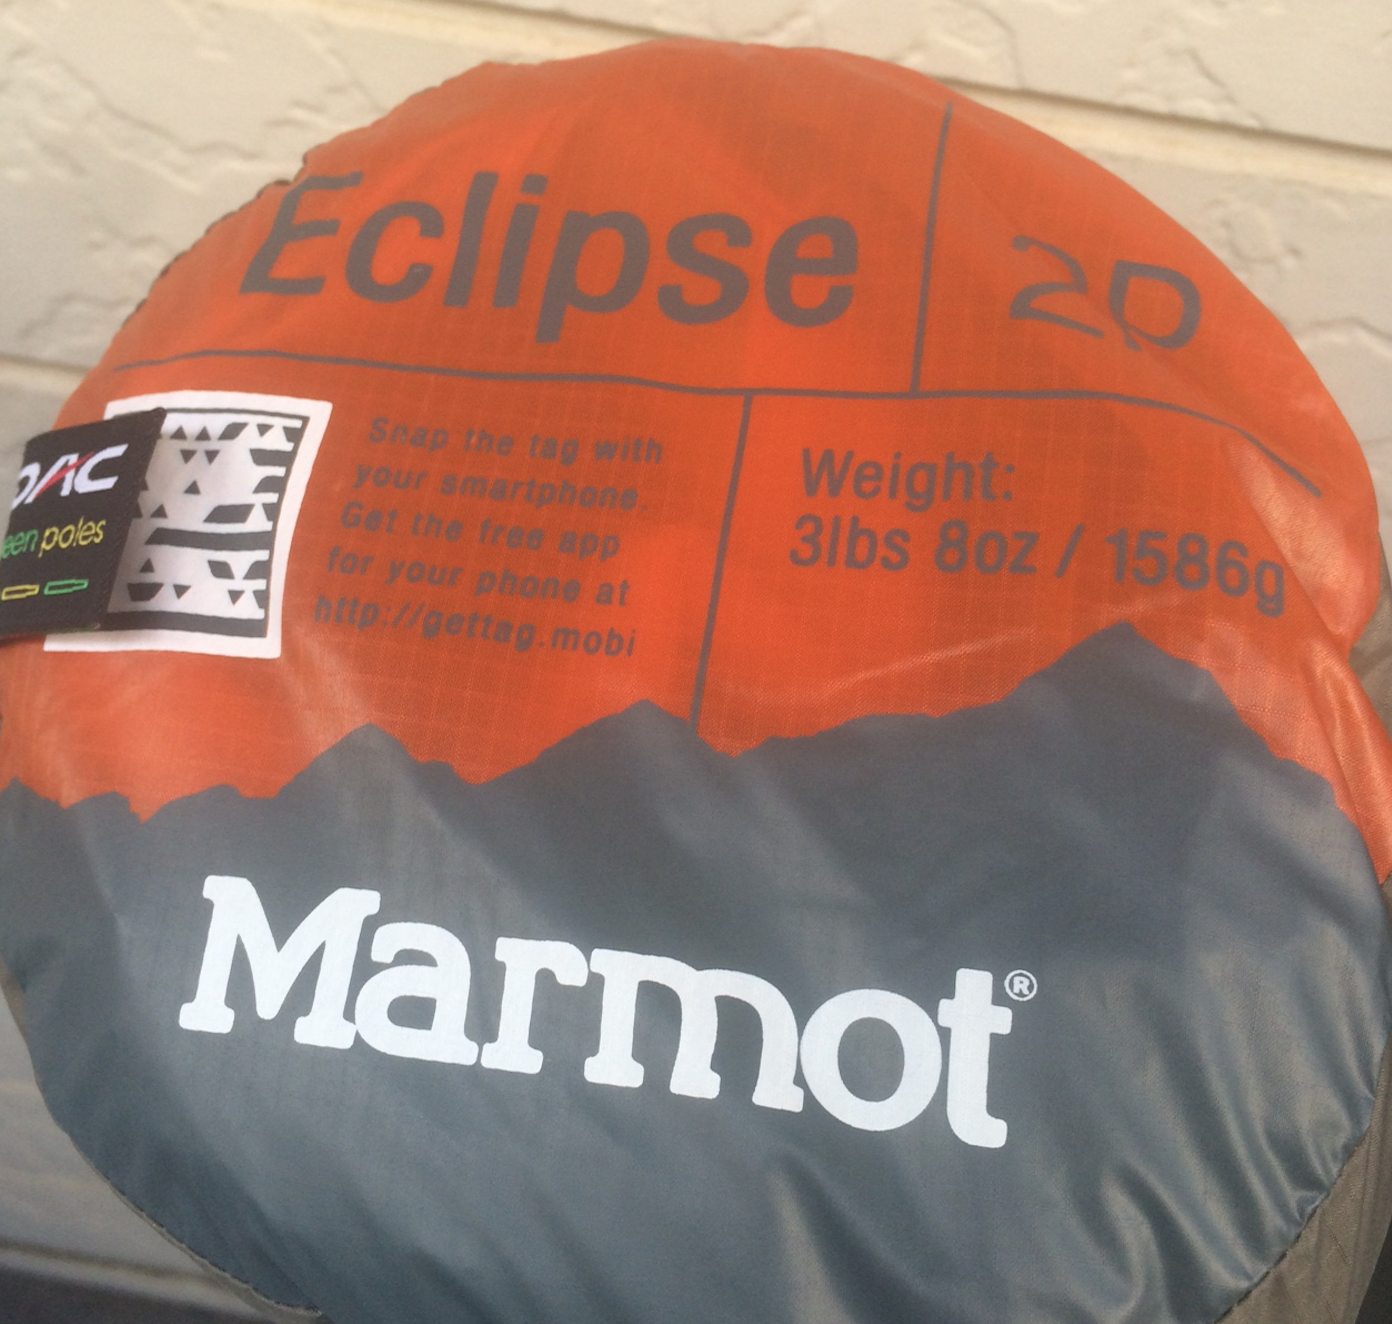 Eclipse
2P
DAC
een poles
Snap the tag with
your smartphone.
Get the free app
for your phone at
http://gettag.mobi
Weight:
3lbs 8oz / 1586g
Marmot®